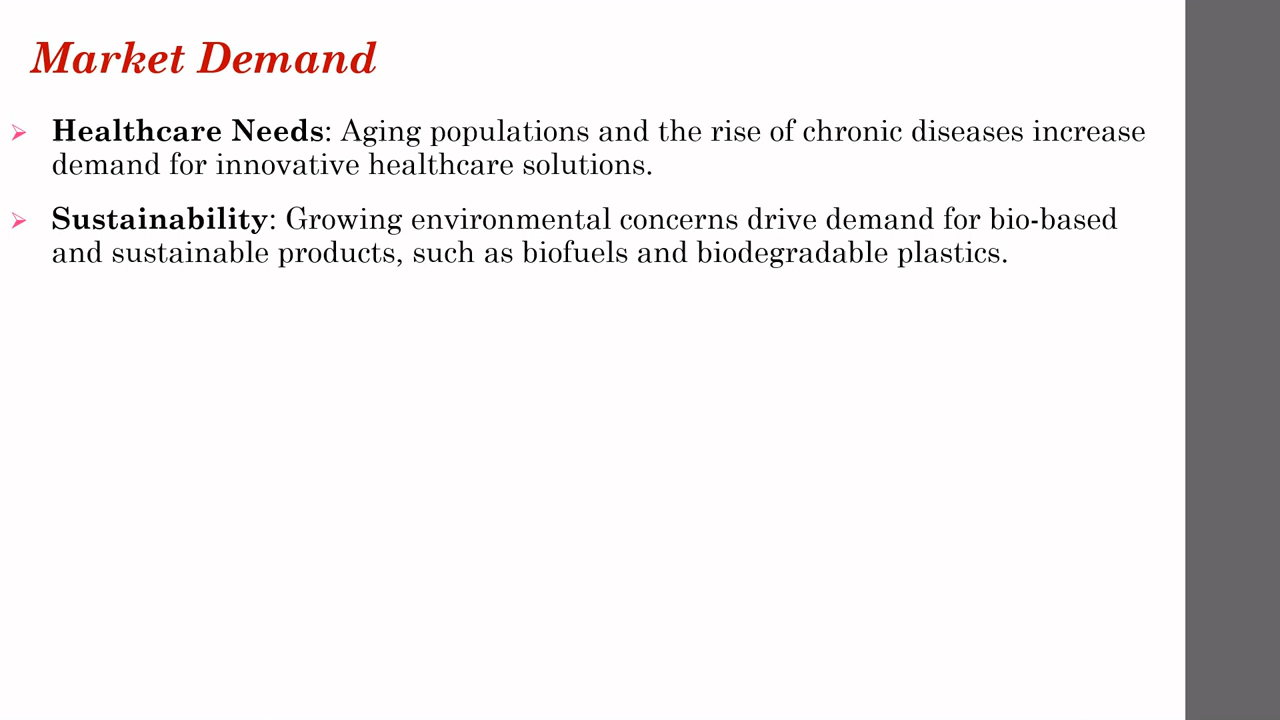 Market Demand
Healthcare Needs: Aging populations and the rise of chronic diseases increase
demand for innovative healthcare solutions.
Sustainability: Growing environmental concerns drive demand for bio-based
and sustainable products, such as biofuels and biodegradable plastics.